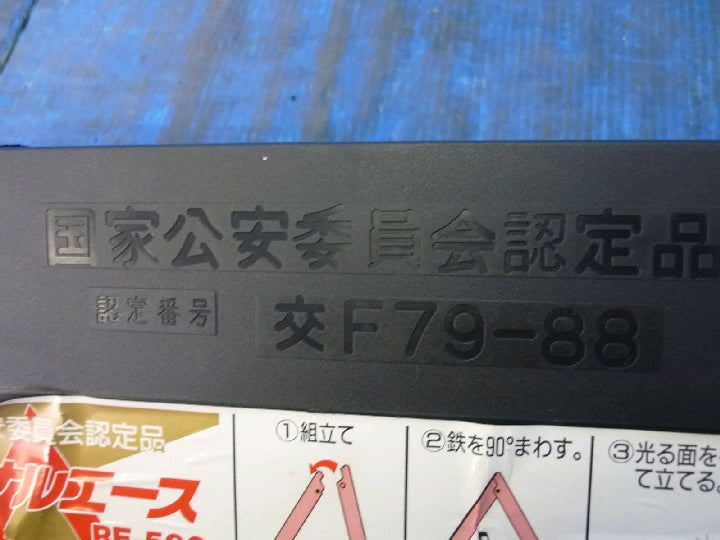 国家公安委員会認定品
認定番号 交F79-88
委員会認定品
ナルエース
①組立て
②鉄を90°まわす。
③光る面を
て立てる。